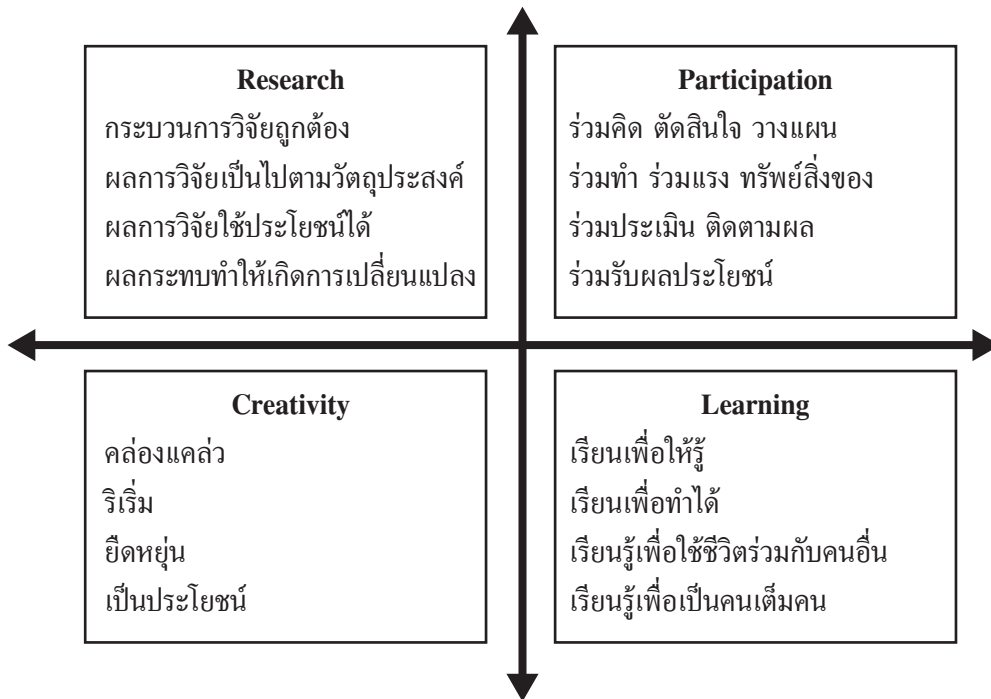 Research
กระบวนการวิจัยถูกต้อง
ผลการวิจัยเป็นไปตามวัตถุประสงค์
ผลการวิจัยใช้ประโยชน์ได้
ผลกระทบทำให้เกิดการเปลี่ยนแปลง
Participation
ร่วมคิด ตัดสินใจ วางแผน
ร่วมทำ ร่วมแรง ทรัพย์สิ่งของ
ร่วมประเมิน ติดตามผล
ร่วมรับผลประโยชน์
Creativity
คล่องแคล่ว
ริเริ่ม
ยืดหยุ่น
เป็นประโยชน์
Learning
เรียนเพื่อให้รู้
เรียนเพื่อทำได้
เรียนรู้เพื่อใช้ชีวิตร่วมกับคนอื่น
เรียนรู้เพื่อเป็นคนเต็มคน